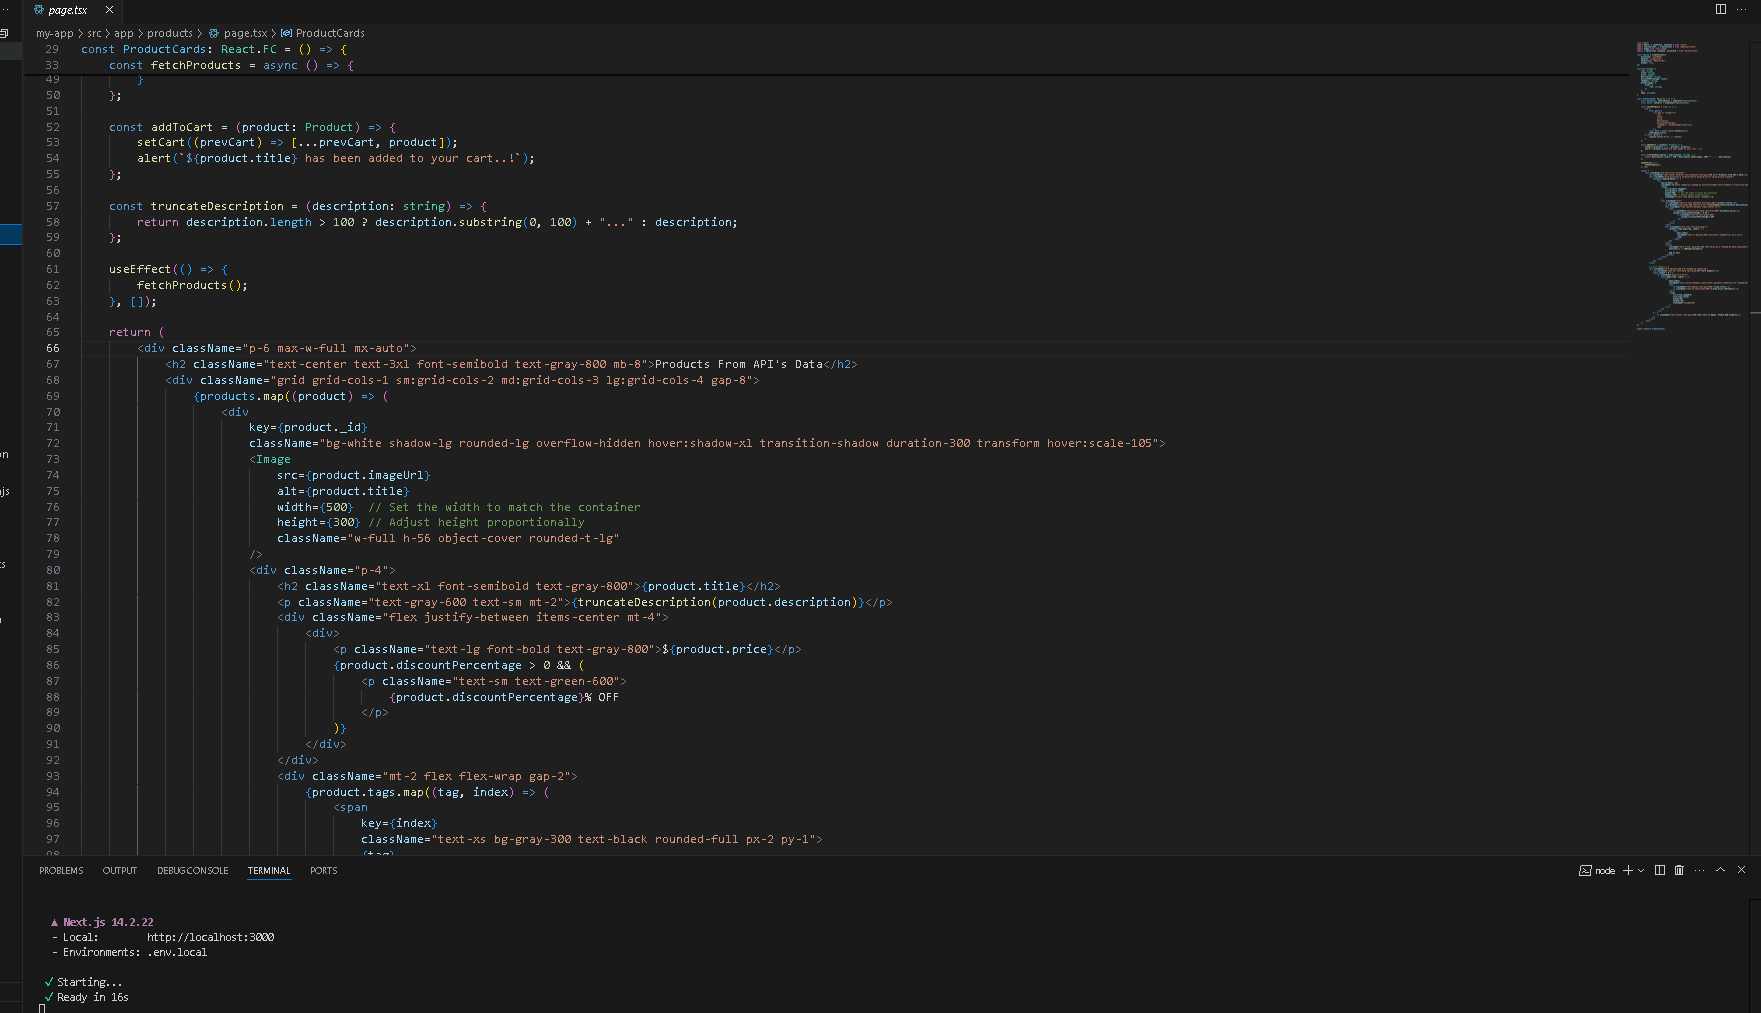 page.tsx
my-app > src > app > products > page.tsx > ProductCards
29 const ProductCards: React.FC = () => {
33 const fetchProducts = async () => {
49 }
50 };
51
52 const addToCart = (product: Product) => {
53 setCart((prevCart) => [...prevCart, product]);
54 alert(`${product.title} has been added to your cart..!`);
55 };
56
57 const truncateDescription = (description: string) => {
58 return description.length > 100 ? description.substring(0, 100) + "..." : description;
59 };
60
61 useEffect(() => {
62 fetchProducts();
63 }, []);
64
65 return (
66 <div className="p-6 max-w-full mx-auto">
67 <h2 className="text-center text-3xl font-semibold text-gray-800 mb-8">Products From API's Data</h2>
68 <div className="grid grid-cols-1 sm:grid-cols-2 md:grid-cols-3 lg:grid-cols-4 gap-8">
69 {products.map((product) => (
70 <div
71 key={product._id}
72 className="bg-white shadow-lg rounded-lg overflow-hidden hover:shadow-xl transition-shadow duration-300 transform hover:scale-105">
73 <Image
74 src={product.imageUrl}
75 alt={product.title}
76 width={500} // Set the width to match the container
77 height={300} // Adjust height proportionally
78 className="w-full h-56 object-cover rounded-t-lg"
79 />
80 <div className="p-4">
81 <h2 className="text-xl font-semibold text-gray-800">{product.title}</h2>
82 <p className="text-gray-600 text-sm mt-2">{truncateDescription(product.description)}</p>
83 <div className="flex justify-between items-center mt-4">
84 <div>
85 <p className="text-lg font-bold text-gray-800">${product.price}</p>
86 {product.discountPercentage > 0 && (
87 <p className="text-sm text-green-600">
88 {product.discountPercentage}% OFF
89 </p>
90 )}
91 </div>
92 </div>
93 <div className="mt-2 flex flex-wrap gap-2">
94 {product.tags.map((tag, index) => (
95 <span
96 key={index}
97 className="text-xs bg-gray-300 text-black rounded-full px-2 py-1">
98 {tag}
on
js
ts
PROBLEMS OUTPUT DEBUG CONSOLE TERMINAL PORTS
node
▲ Next.js 14.2.22
- Local: http://localhost:3000
- Environments: .env.local
✓ Starting...
✓ Ready in 16s